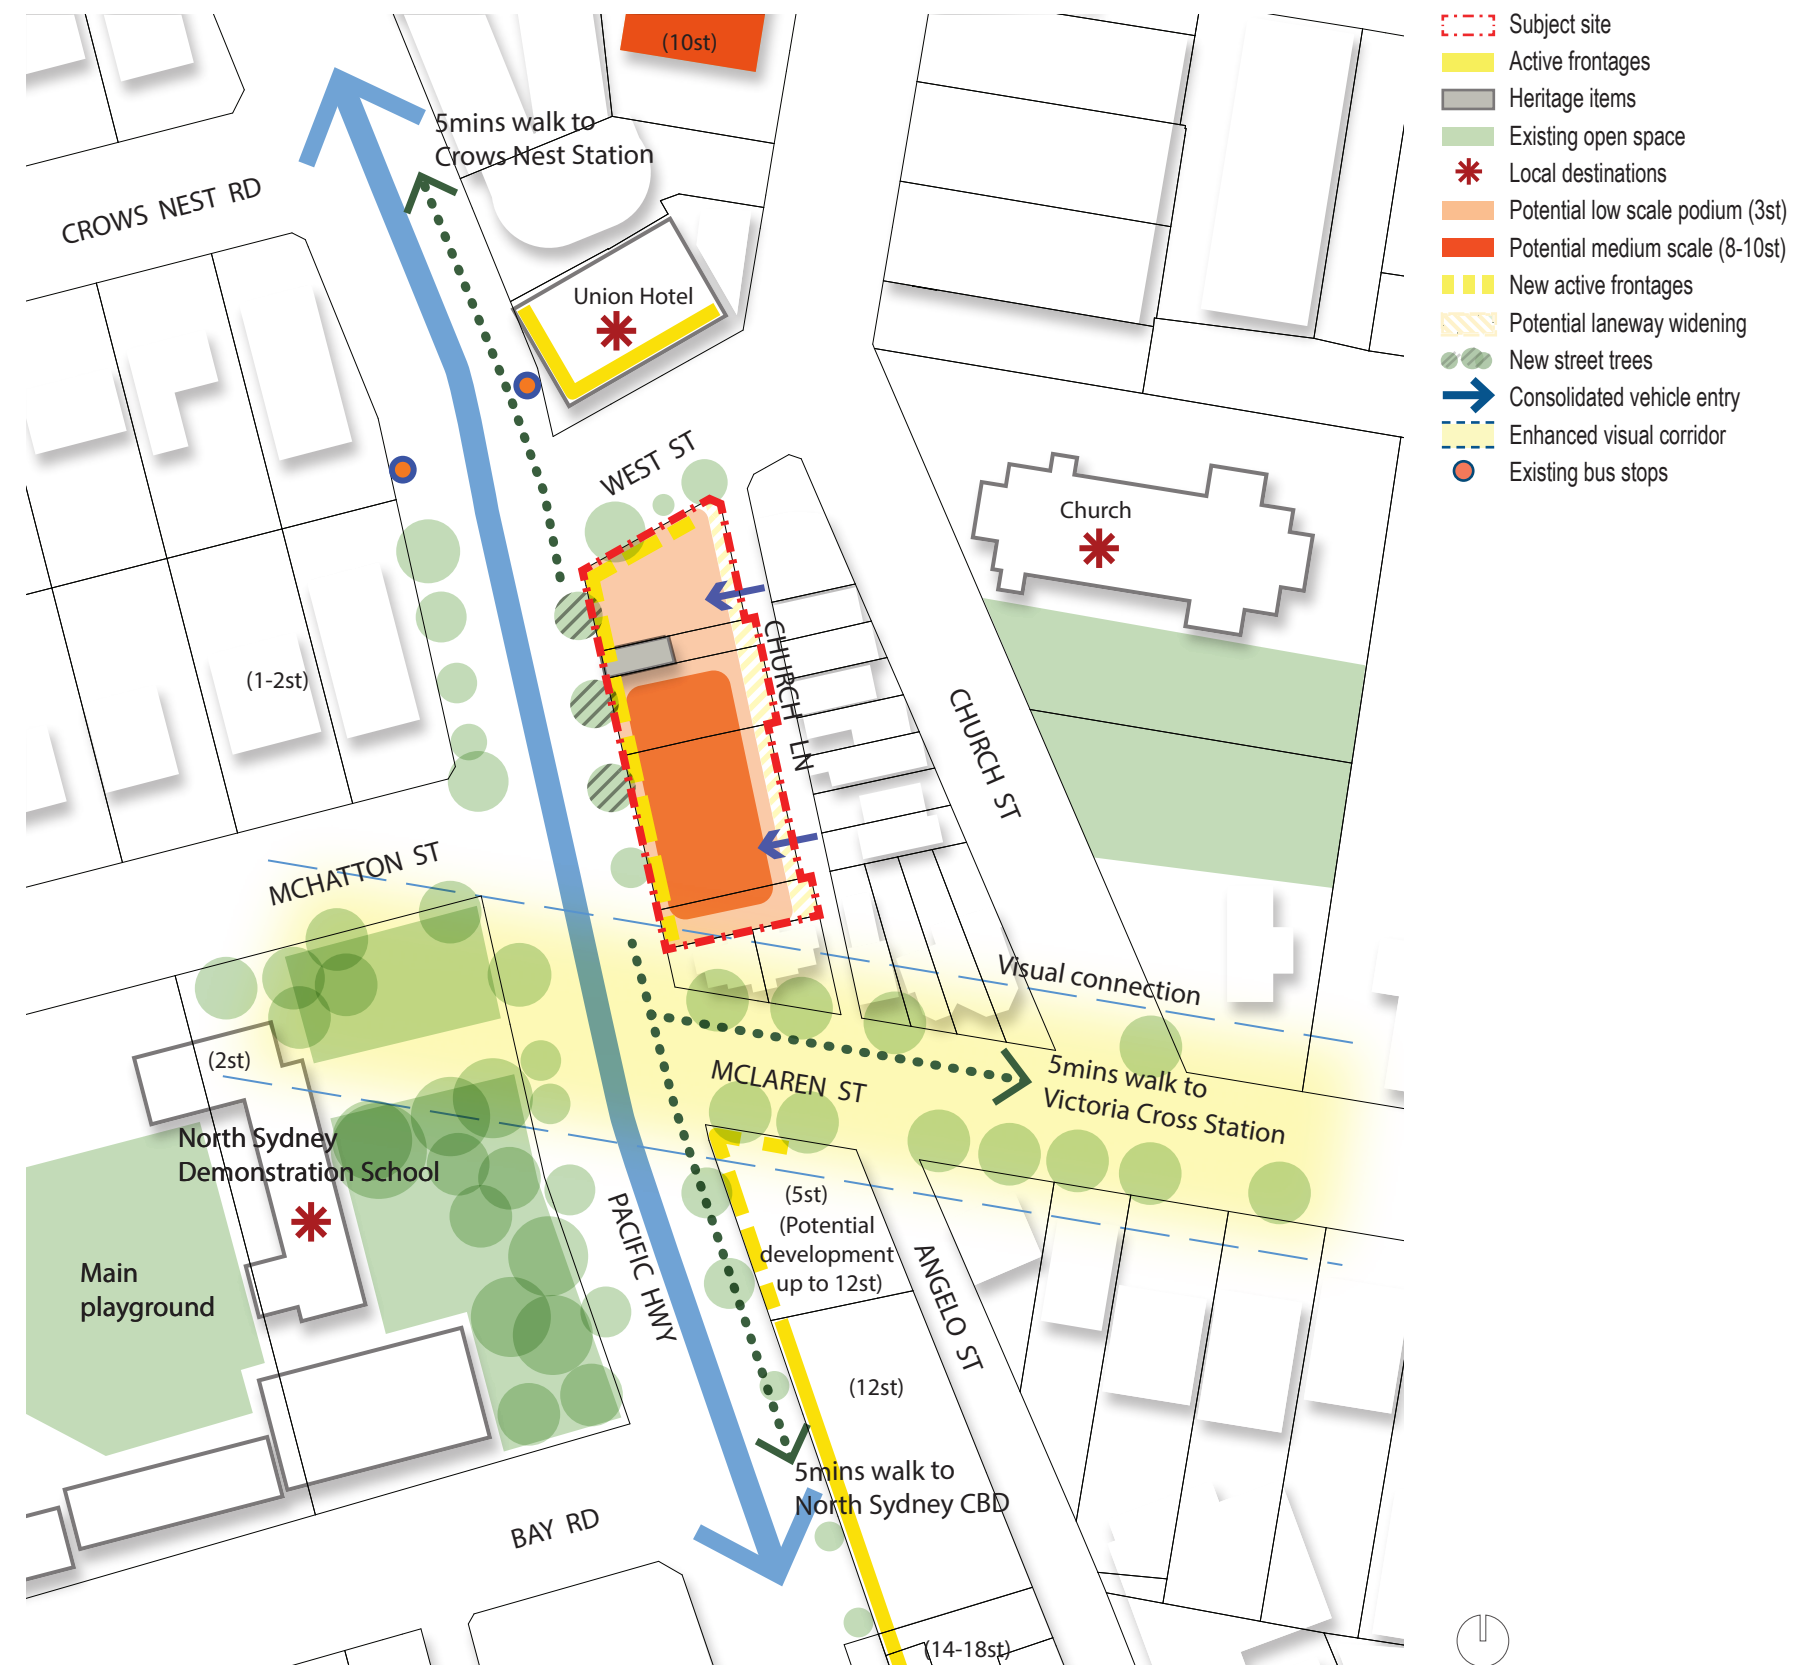 (10st)
5mins walk to
Crows Nest Station
CROWS NEST RD
Union Hotel
WEST ST
Church
(1-2st)
CHURCH LN
CHURCH ST
MCHATTON ST
Visual connection
(2st)
MCLAREN ST
5mins walk to
Victoria Cross Station
North Sydney
Demonstration School
(5st)
(Potential
development
up to 12st)
PACIFIC HWY
ANGELO ST
Main
playground
(12st)
5mins walk to
North Sydney CBD
BAY RD
(14-18st)
Subject site
Active frontages
Heritage items
Existing open space
Local destinations
Potential low scale podium (3st)
Potential medium scale (8-10st)
New active frontages
Potential laneway widening
New street trees
Consolidated vehicle entry
Enhanced visual corridor
Existing bus stops